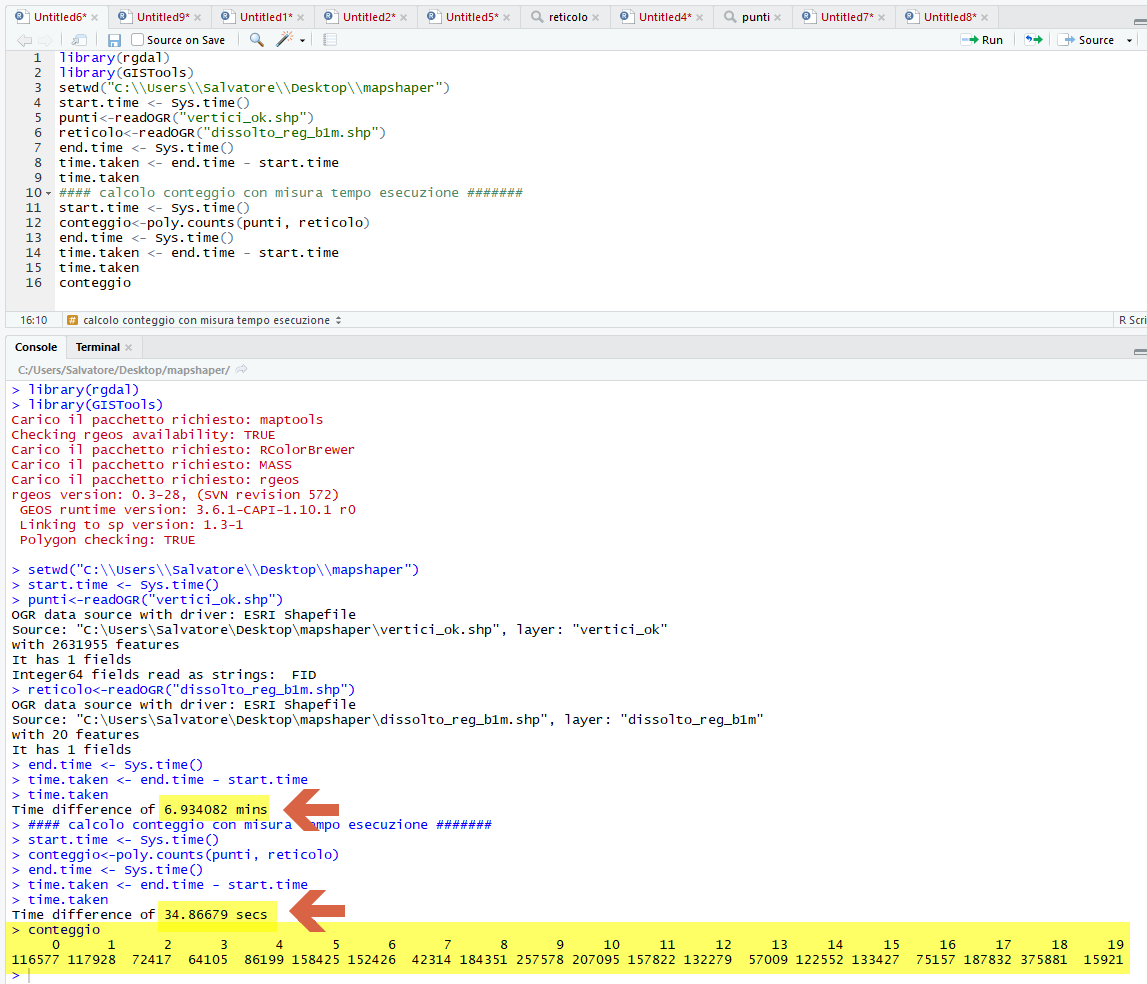 Untitled6* Untitled9* Untitled1* Untitled2* Untitled5* reticolo Untitled4* punti Untitled7* Untitled8*
Source on Save Run Source
1 library(rgdal)
2 library(GISTools)
3 setwd("C:\\Users\\Salvatore\\Desktop\\mapshaper")
4 start.time <- Sys.time()
5 punti<-readOGR("vertici_ok.shp")
6 reticolo<-readOGR("dissolto_reg_b1m.shp")
7 end.time <- Sys.time()
8 time.taken <- end.time - start.time
9 time.taken
10 #### calcolo conteggio con misura tempo esecuzione #######
11 start.time <- Sys.time()
12 conteggio<-poly.counts(punti, reticolo)
13 end.time <- Sys.time()
14 time.taken <- end.time - start.time
15 time.taken
16 conteggio
16:10 # calcolo conteggio con misura tempo esecuzione R Scri
Console Terminal
C:/Users/Salvatore/Desktop/mapshaper/
> library(rgdal)
> library(GISTools)
Carico il pacchetto richiesto: maptools
Checking rgeos availability: TRUE
Carico il pacchetto richiesto: RColorBrewer
Carico il pacchetto richiesto: MASS
Carico il pacchetto richiesto: rgeos
rgeos version: 0.3-28, (SVN revision 572)
GEOS runtime version: 3.6.1-CAPI-1.10.1 r0
Linking to sp version: 1.3-1
Polygon checking: TRUE
> setwd("C:\\Users\\Salvatore\\Desktop\\mapshaper")
> start.time <- Sys.time()
> punti<-readOGR("vertici_ok.shp")
OGR data source with driver: ESRI Shapefile
Source: "C:\Users\Salvatore\Desktop\mapshaper\vertici_ok.shp", layer: "vertici_ok"
with 2631955 features
It has 1 fields
Integer64 fields read as strings:  FID
> reticolo<-readOGR("dissolto_reg_b1m.shp")
OGR data source with driver: ESRI Shapefile
Source: "C:\Users\Salvatore\Desktop\mapshaper\dissolto_reg_b1m.shp", layer: "dissolto_reg_b1m"
with 20 features
It has 1 fields
> end.time <- Sys.time()
> time.taken <- end.time - start.time
> time.taken
Time difference of 6.934082 mins
> #### calcolo conteggio con misura tempo esecuzione #######
> start.time <- Sys.time()
> conteggio<-poly.counts(punti, reticolo)
> end.time <- Sys.time()
> time.taken <- end.time - start.time
> time.taken
Time difference of 34.86679 secs
> conteggio
0 1 2 3 4 5 6 7 8 9 10 11 12 13 14 15 16 17 18 19
116577 117928 72417 64105 86199 158425 152426 42314 184351 257578 207095 157822 132279 57009 122552 133427 75157 187832 375881 15921
>